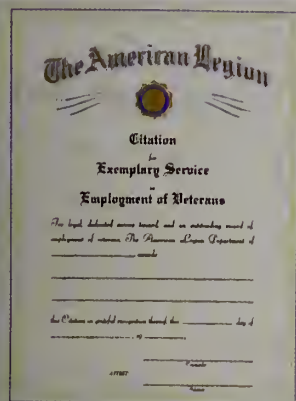 The American Legion
Citation
for
Exemplary Service
in
Employment of Veterans
For loyal, dedicated service toward, and an outstanding record of
employment of veterans, The American Legion Department of
awards
this Citation in grateful recognition through this day of